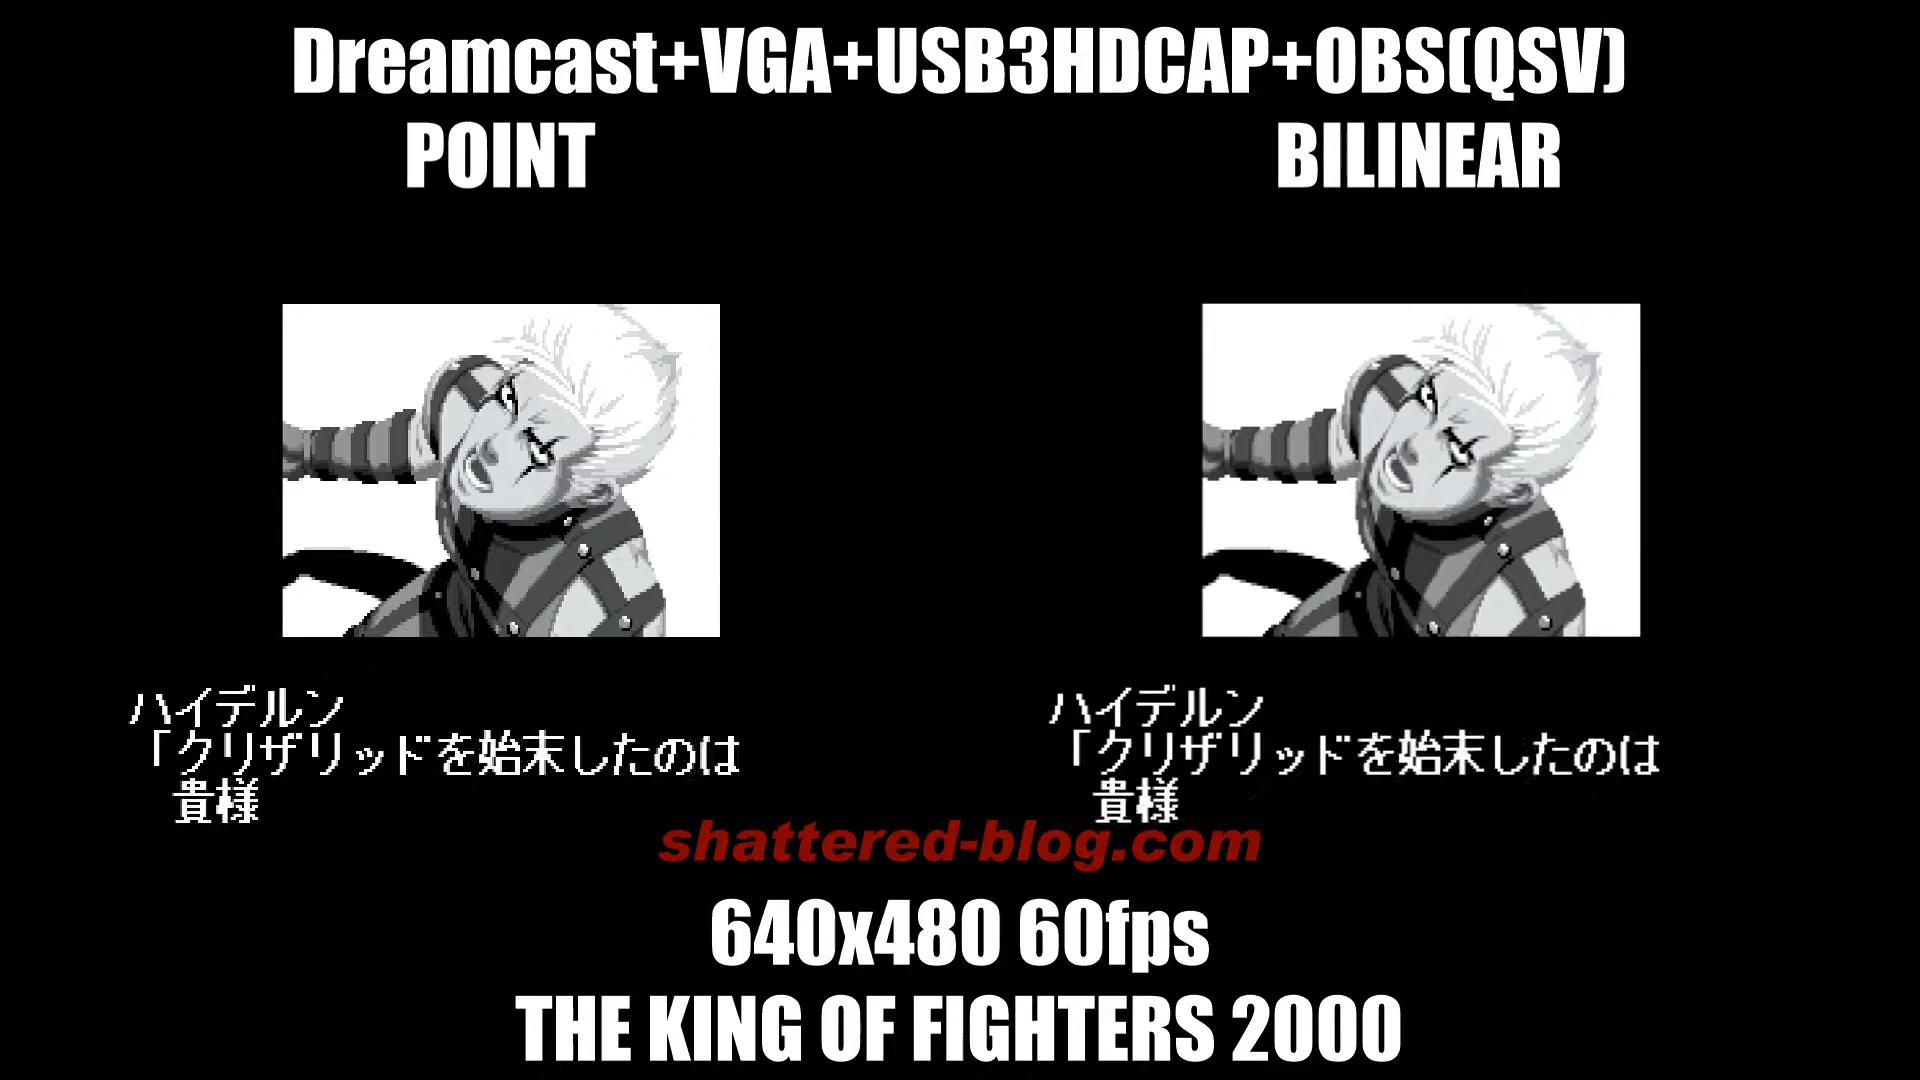 Dreamcast+VGA+USB3HDCAP+OBS(QSV)
POINT
BILINEAR
ハイデルン
「クリザリッドを始末したのは
貴様
ハイデルン
「クリザリッドを始末したのは
貴様
shattered-blog.com
640x480 60fps
THE KING OF FIGHTERS 2000